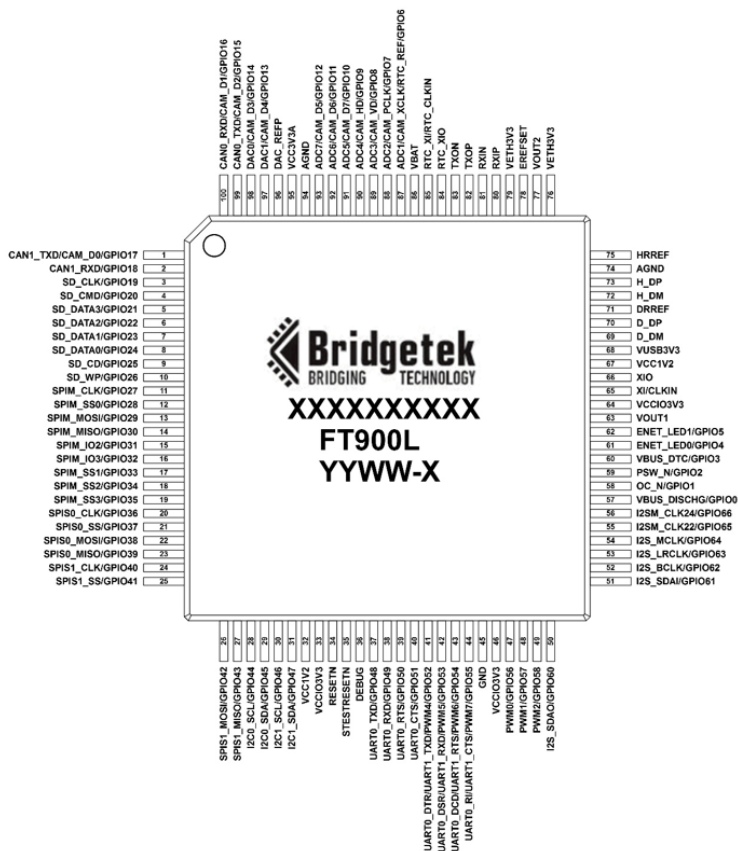 100 CAN0_RXD/CAM_D1/GPIO16
99 CAN0_TXD/CAM_D2/GPIO15
98 DAC0/CAM_D3/GPIO14
97 DAC1/CAM_D4/GPIO13
96 DAC_REFP
95 VCC3V3A
94 AGND
93 ADC7/CAM_D5/GPIO12
92 ADC6/CAM_D6/GPIO11
91 ADC5/CAM_D7/GPIO10
90 ADC4/CAM_HD/GPIO9
89 ADC3/CAM_VD/GPIO8
88 ADC2/CAM_PCLK/GPIO7
87 ADC1/CAM_XCLK/RTC_REF/GPIO6
86 VBAT
85 RTC_XI/RTC_CLKIN
84 RTC_XIO
83 TXON
82 TXOP
81 RXIN
80 RXIP
79 VETH3V3
78 EREFSET
77 VOUT2
76 VETH3V3
CAN1_TXD/CAM_D0/GPIO17 1
CAN1_RXD/GPIO18 2
SD_CLK/GPIO19 3
SD_CMD/GPIO20 4
SD_DATA3/GPIO21 5
SD_DATA2/GPIO22 6
SD_DATA1/GPIO23 7
SD_DATA0/GPIO24 8
SD_CD/GPIO25 9
SD_WP/GPIO26 10
SPIM_CLK/GPIO27 11
SPIM_SS0/GPIO28 12
SPIM_MOSI/GPIO29 13
SPIM_MISO/GPIO30 14
SPIM_IO2/GPIO31 15
SPIM_IO3/GPIO32 16
SPIM_SS1/GPIO33 17
SPIM_SS2/GPIO34 18
SPIM_SS3/GPIO35 19
SPIS0_CLK/GPIO36 20
SPIS0_SS/GPIO37 21
SPIS0_MOSI/GPIO38 22
SPIS0_MISO/GPIO39 23
SPIS1_CLK/GPIO40 24
SPIS1_SS/GPIO41 25
Bridgetek
BRIDGING TECHNOLOGY
XXXXXXXXXX
FT900L
YYWW-X
75 HRREF
74 AGND
73 H_DP
72 H_DM
71 DRREF
70 D_DP
69 D_DM
68 VUSB3V3
67 VCC1V2
66 XIO
65 XI/CLKIN
64 VCCIO3V3
63 VOUT1
62 ENET_LED1/GPIO5
61 ENET_LED0/GPIO4
60 VBUS_DTC/GPIO3
59 PSW_N/GPIO2
58 OC_N/GPIO1
57 VBUS_DISCHG/GPIO0
56 I2SM_CLK24/GPIO66
55 I2SM_CLK22/GPIO65
54 I2S_MCLK/GPIO64
53 I2S_LRCLK/GPIO63
52 I2S_BCLK/GPIO62
51 I2S_SDAI/GPIO61
26 SPIS1_MOSI/GPIO42
27 SPIS1_MISO/GPIO43
28 I2C0_SCL/GPIO44
29 I2C0_SDA/GPIO45
30 I2C1_SCL/GPIO46
31 I2C1_SDA/GPIO47
32 VCC1V2
33 VCCIO3V3
34 RESETN
35 STESTRESETN
36 DEBUG
37 UART0_TXD/GPIO48
38 UART0_RXD/GPIO49
39 UART0_RTS/GPIO50
40 UART0_CTS/GPIO51
41 UART0_DTR/UART1_TXD/PWM4/GPIO52
42 UART0_DSR/UART1_RXD/PWM5/GPIO53
43 UART0_DCD/UART1_RTS/PWM6/GPIO54
44 UART0_RI/UART1_CTS/PWM7/GPIO55
45 GND
46 VCCIO3V3
47 PWM0/GPIO56
48 PWM1/GPIO57
49 PWM2/GPIO58
50 I2S_SDAO/GPIO60